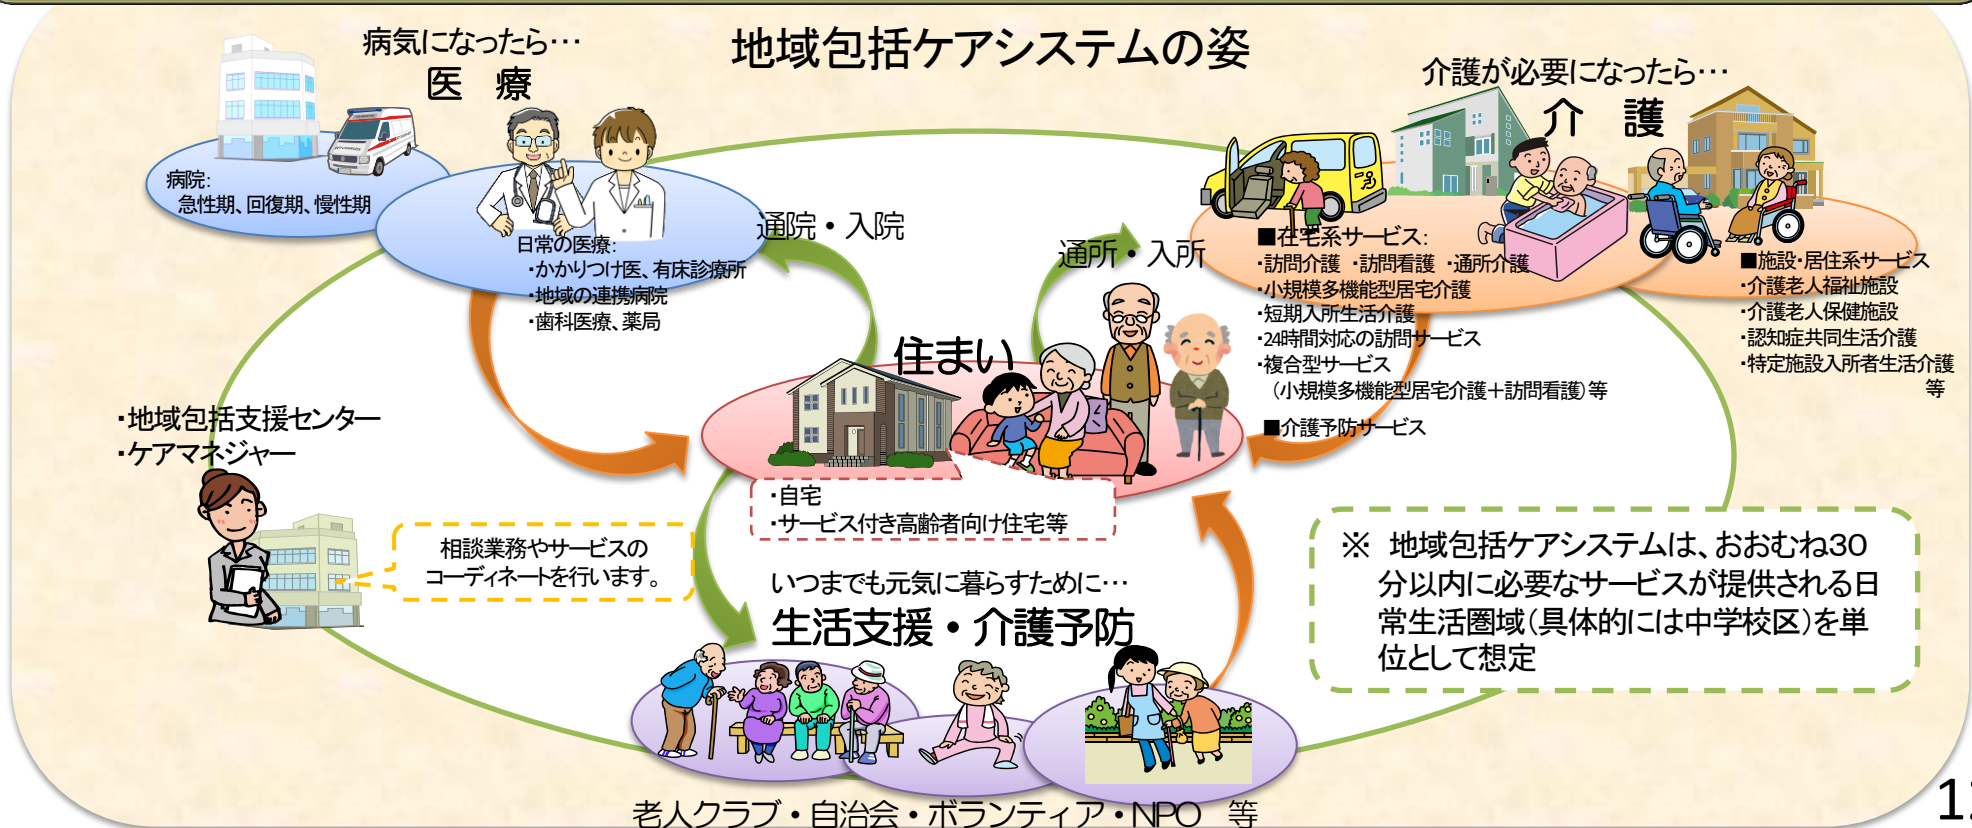 地域包括ケアシステムの姿
病気になったら…
医 療
病院:
急性期、回復期、慢性期
日常の医療:
・かかりつけ医、有床診療所
・地域の連携病院
・歯科医療、薬局
通院・入院
通所・入所
介護が必要になったら…
介 護
■在宅系サービス:
・訪問介護 ・訪問看護 ・通所介護
・小規模多機能型居宅介護
・短期入所生活介護
・24時間対応の訪問サービス
・複合型サービス
(小規模多機能型居宅介護+訪問看護)等
■介護予防サービス
■施設・居住系サービス
・介護老人福祉施設
・介護老人保健施設
・認知症共同生活介護
・特定施設入所者生活介護
等
住まい
・自宅
・サービス付き高齢者向け住宅等
・地域包括支援センター
・ケアマネジャー
相談業務やサービスの
コーディネートを行います。
いつまでも元気に暮らすために…
生活支援・介護予防
老人クラブ・自治会・ボランティア・NPO 等
※ 地域包括ケアシステムは、おおむね30
分以内に必要なサービスが提供される日
常生活圏域(具体的には中学校区)を単
位として想定